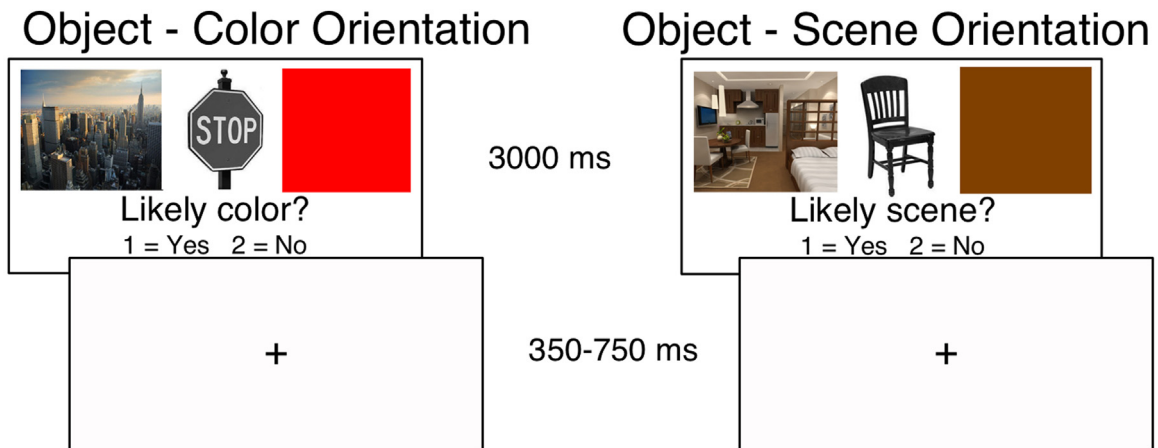 Object - Color Orientation
Object - Scene Orientation
STOP
Likely color?
1 = Yes 2 = No
3000 ms
Likely scene?
1 = Yes 2 = No
+
350-750 ms
+